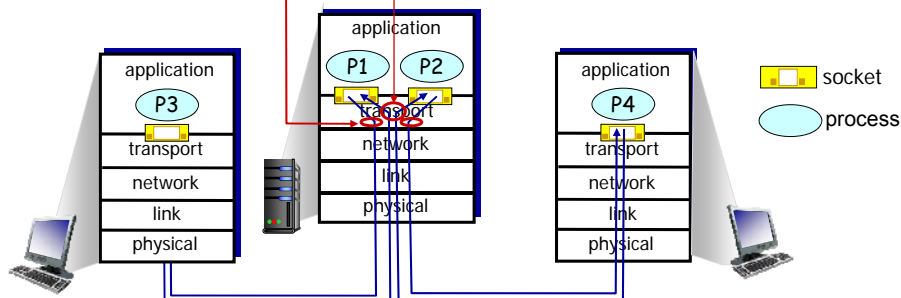 application
P3
transport
network
link
physical
application
P1
P2
transport
network
link
physical
application
P4
transport
network
link
physical
socket
process